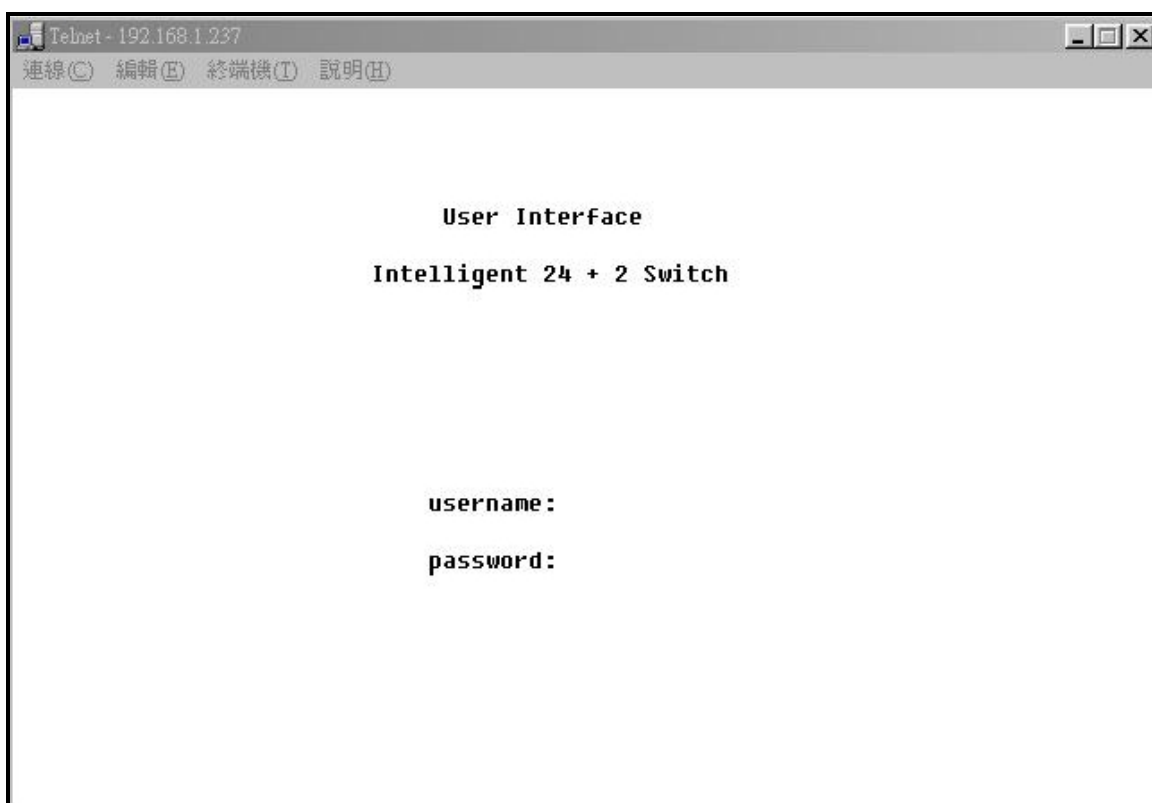 Telnet - 192.168.1.237
連線(C) 編輯(E) 終端機(T) 說明(H)
User Interface
Intelligent 24 + 2 Switch
username:
password: